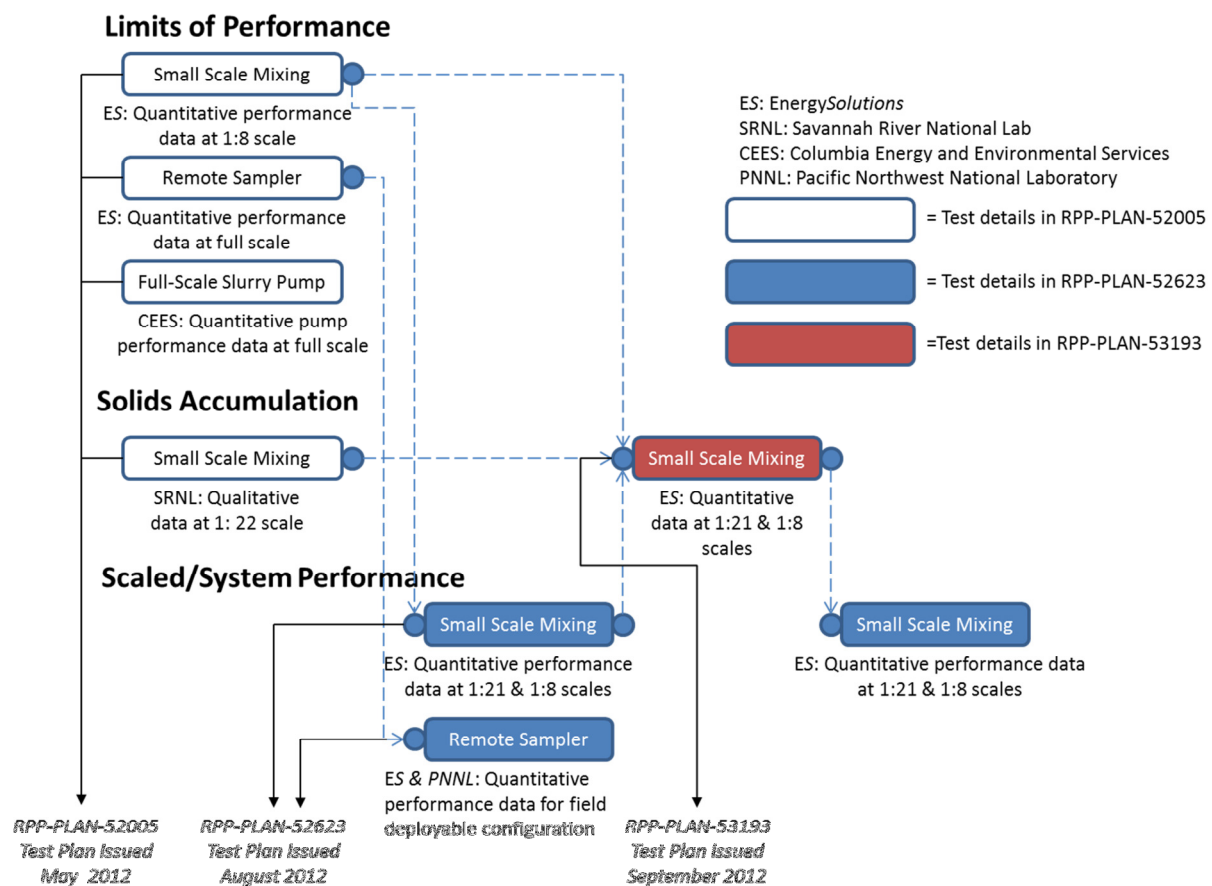 Limits of Performance
Small Scale Mixing
ES: Quantitative performance
data at 1:8 scale
Remote Sampler
ES: Quantitative performance
data at full scale
Full-Scale Slurry Pump
CEES: Quantitative pump
performance data at full scale
ES: EnergySolutions
SRNL: Savannah River National Lab
CEES: Columbia Energy and Environmental Services
PNNL: Pacific Northwest National Laboratory
= Test details in RPP-PLAN-52005
= Test details in RPP-PLAN-52623
=Test details in RPP-PLAN-53193
Solids Accumulation
Small Scale Mixing
SRNL: Qualitative
data at 1: 22 scale
Small Scale Mixing
ES: Quantitative
data at 1:21 & 1:8
scales
Scaled/System Performance
Small Scale Mixing
ES: Quantitative performance
data at 1:21 & 1:8 scales
Small Scale Mixing
ES: Quantitative performance data
at 1:21 & 1:8 scales
Remote Sampler
ES & PNNL: Quantitative
performance data for field
deployable configuration
RPP-PLAN-52005
Test Plan Issued
May 2012
RPP-PLAN-52623
Test Plan Issued
August 2012
RPP-PLAN-53193
Test Plan Issued
September 2012